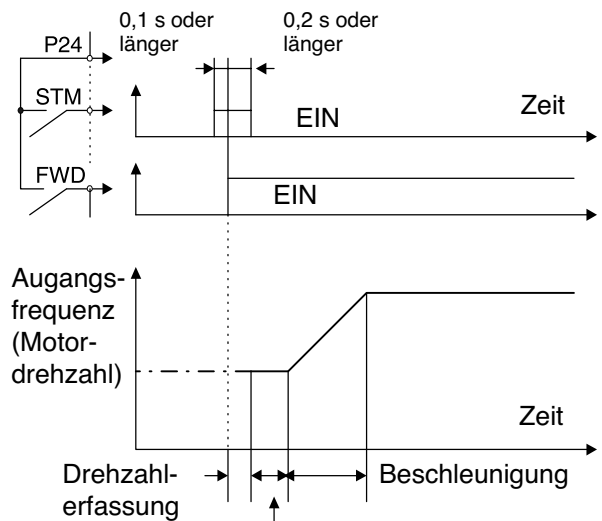 0,1 s oder
länger
0,2 s oder
länger
P24
STM
EIN
Zeit
FWD
EIN
Augangs-
frequenz
(Motor-
drehzahl)
Zeit
Drehzahl-
erfassung
Beschleunigung